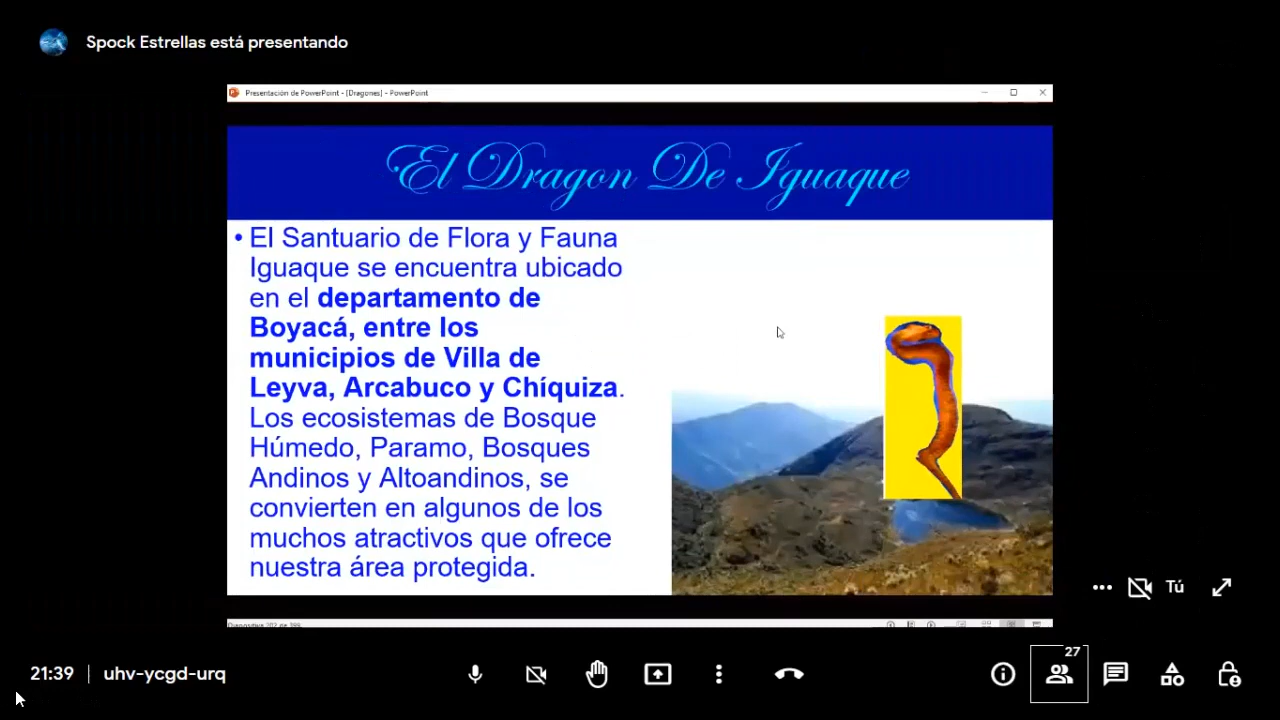 Spock Estrellas está presentando
Presentación de PowerPoint - [Dragones] - PowerPoint
El Dragon De Iguaque
• El Santuario de Flora y Fauna
Iguaque se encuentra ubicado
en el departamento de
Boyacá, entre los
municipios de Villa de
Leyva, Arcabuco y Chíquiza.
Los ecosistemas de Bosque
Húmedo, Paramo, Bosques
Andinos y Altoandinos, se
convierten en algunos de los
muchos atractivos que ofrece
nuestra área protegida.
Tú
27
21:39 | uhv-ycgd-urq